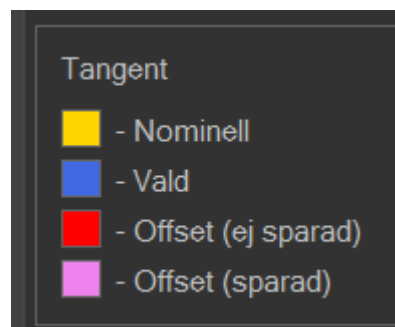 Tangent
- Nominell
- Vald
- Offset (ej sparad)
- Offset (sparad)